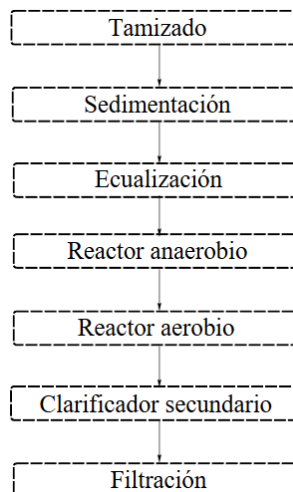 Tamizado
Sedimentación
Ecualización
Reactor anaerobio
Reactor aerobio
Clarificador secundario
Filtración